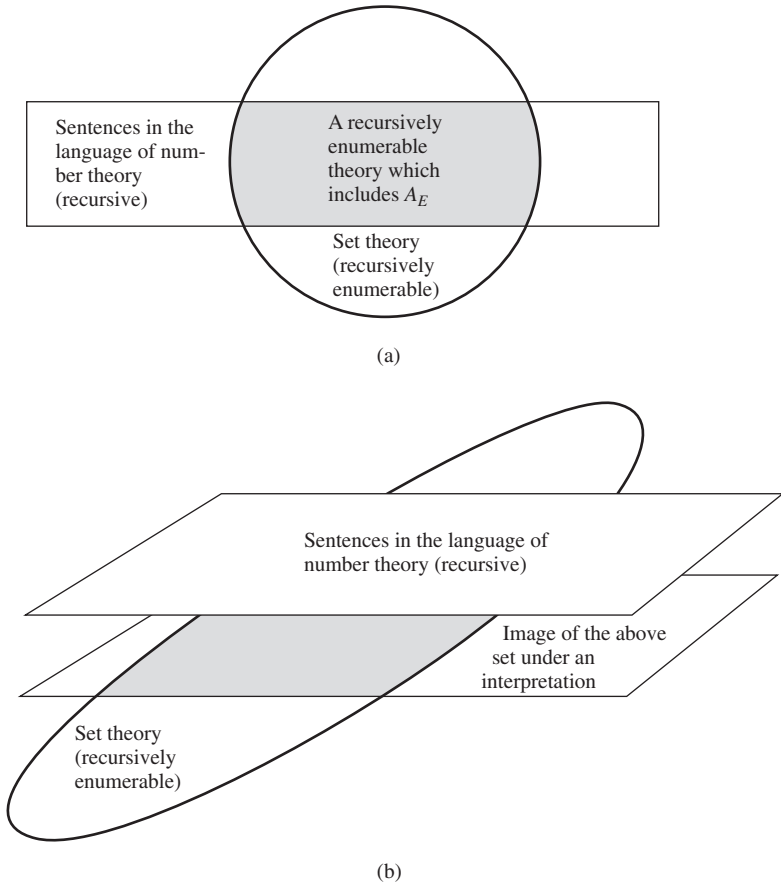 Sentences in the
language of num-
ber theory
(recursive)
A recursively
enumerable
theory which
includes A_E
Set theory
(recursively
enumerable)
(a)
Sentences in the language of
number theory (recursive)
Image of the above
set under an
interpretation
Set theory
(recursively
enumerable)
(b)